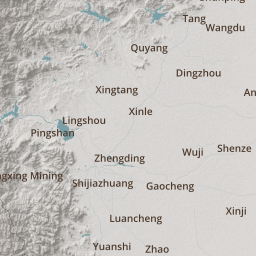 Tang
Wangdu
Quyang
Dingzhou
Xingtang
Xinle
Lingshou
Pingshan
Zhengding
Wuji
Shenze
Shijiazhuang
Gaocheng
Luancheng
Xinji
Yuanshi
Zhao